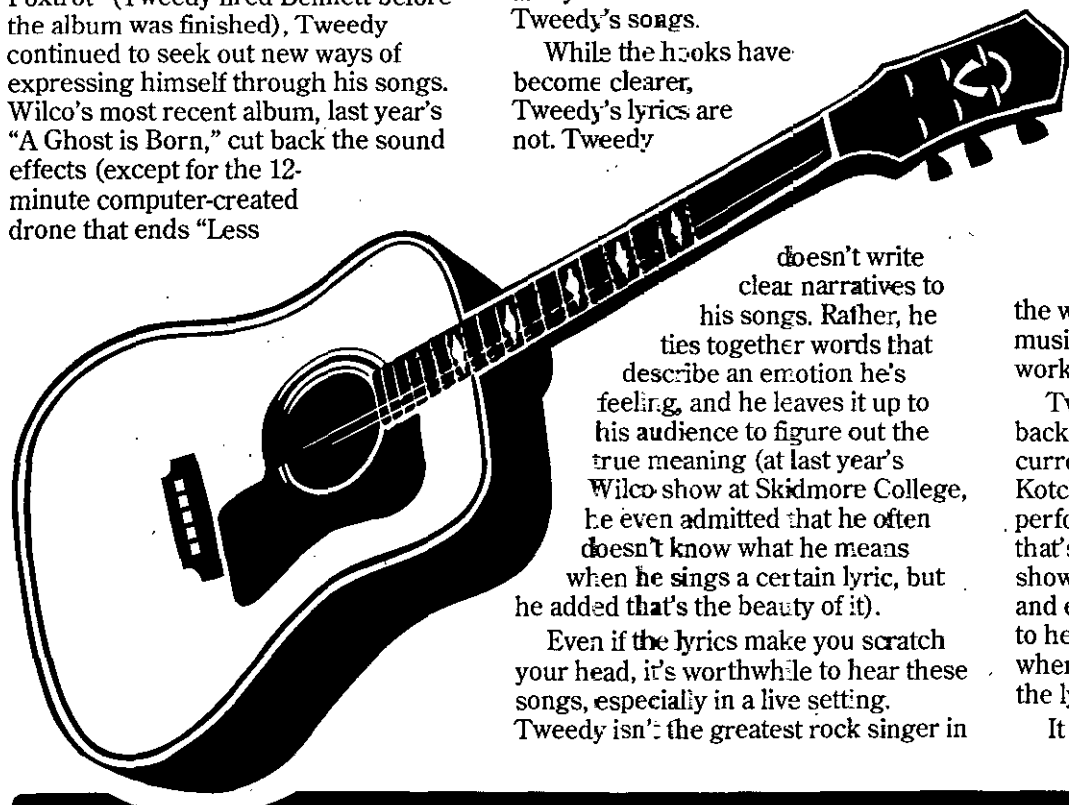 Foxtrot" (Tweedy fired Bennett before
the album was finished), Tweedy
continued to seek out new ways of
expressing himself through his songs.
Wilco's most recent album, last year's
"A Ghost is Born," cut back the sound
effects (except for the 12-
minute computer-created
drone that ends "Less
Tweedy's songs.
While the hooks have
become clearer,
Tweedy's lyrics are
not. Tweedy
doesn't write
clear narratives to
his songs. Rather, he
ties together words that
describe an emotion he's
feeling, and he leaves it up to
his audience to figure out the
true meaning (at last year's
Wilco show at Skidmore College,
he even admitted that he often
doesn't know what he means
when he sings a certain lyric, but
he added that's the beauty of it).
Even if the lyrics make you scratch
your head, it's worthwhile to hear these
songs, especially in a live setting.
Tweedy isn't the greatest rock singer in
the
musi
work
Tw
back
curre
Kotc
perfo
that's
show
and
to he
when
the
It